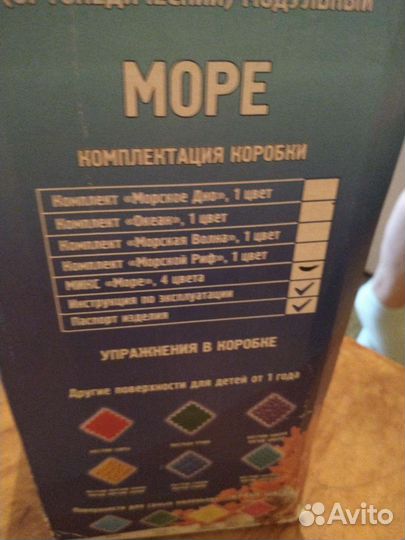 (ОРТОПЕДИЧЕСКИЙ) МОДУЛЬНЫЙ
МОРЕ
КОМПЛЕКТАЦИЯ КОРОБКИ
Комплект «Морское Дно», 1 цвет
Комплект «Океан», 1 цвет
Комплект «Морская Волна», 1 цвет
Комплект «Морской Риф», 1 цвет
МИКС «Море», 4 цвета
Инструкция по эксплуатации
Паспорт изделия
УПРАЖНЕНИЯ В КОРОБКЕ
Другие поверхности для детей от 1 года
Avito